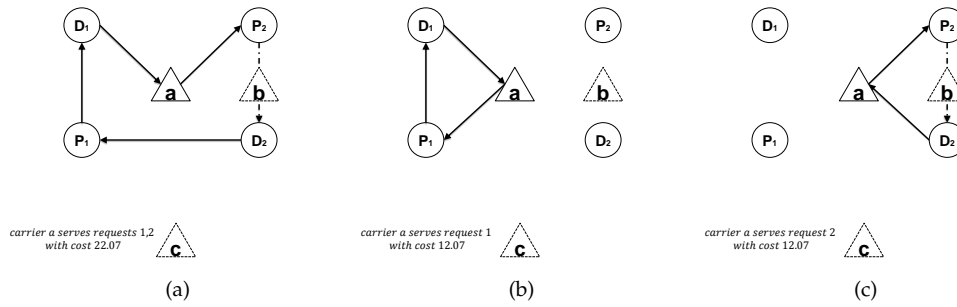 D₁ P₂ D₁ P₂ D₁ P₂
a b a b a b
P₁ D₂ P₁ D₂ P₁ D₂
carrier a serves requests 1,2
with cost 22.07
c
carrier a serves request 1
with cost 12.07
c
carrier a serves request 2
with cost 12.07
c
(a) (b) (c)